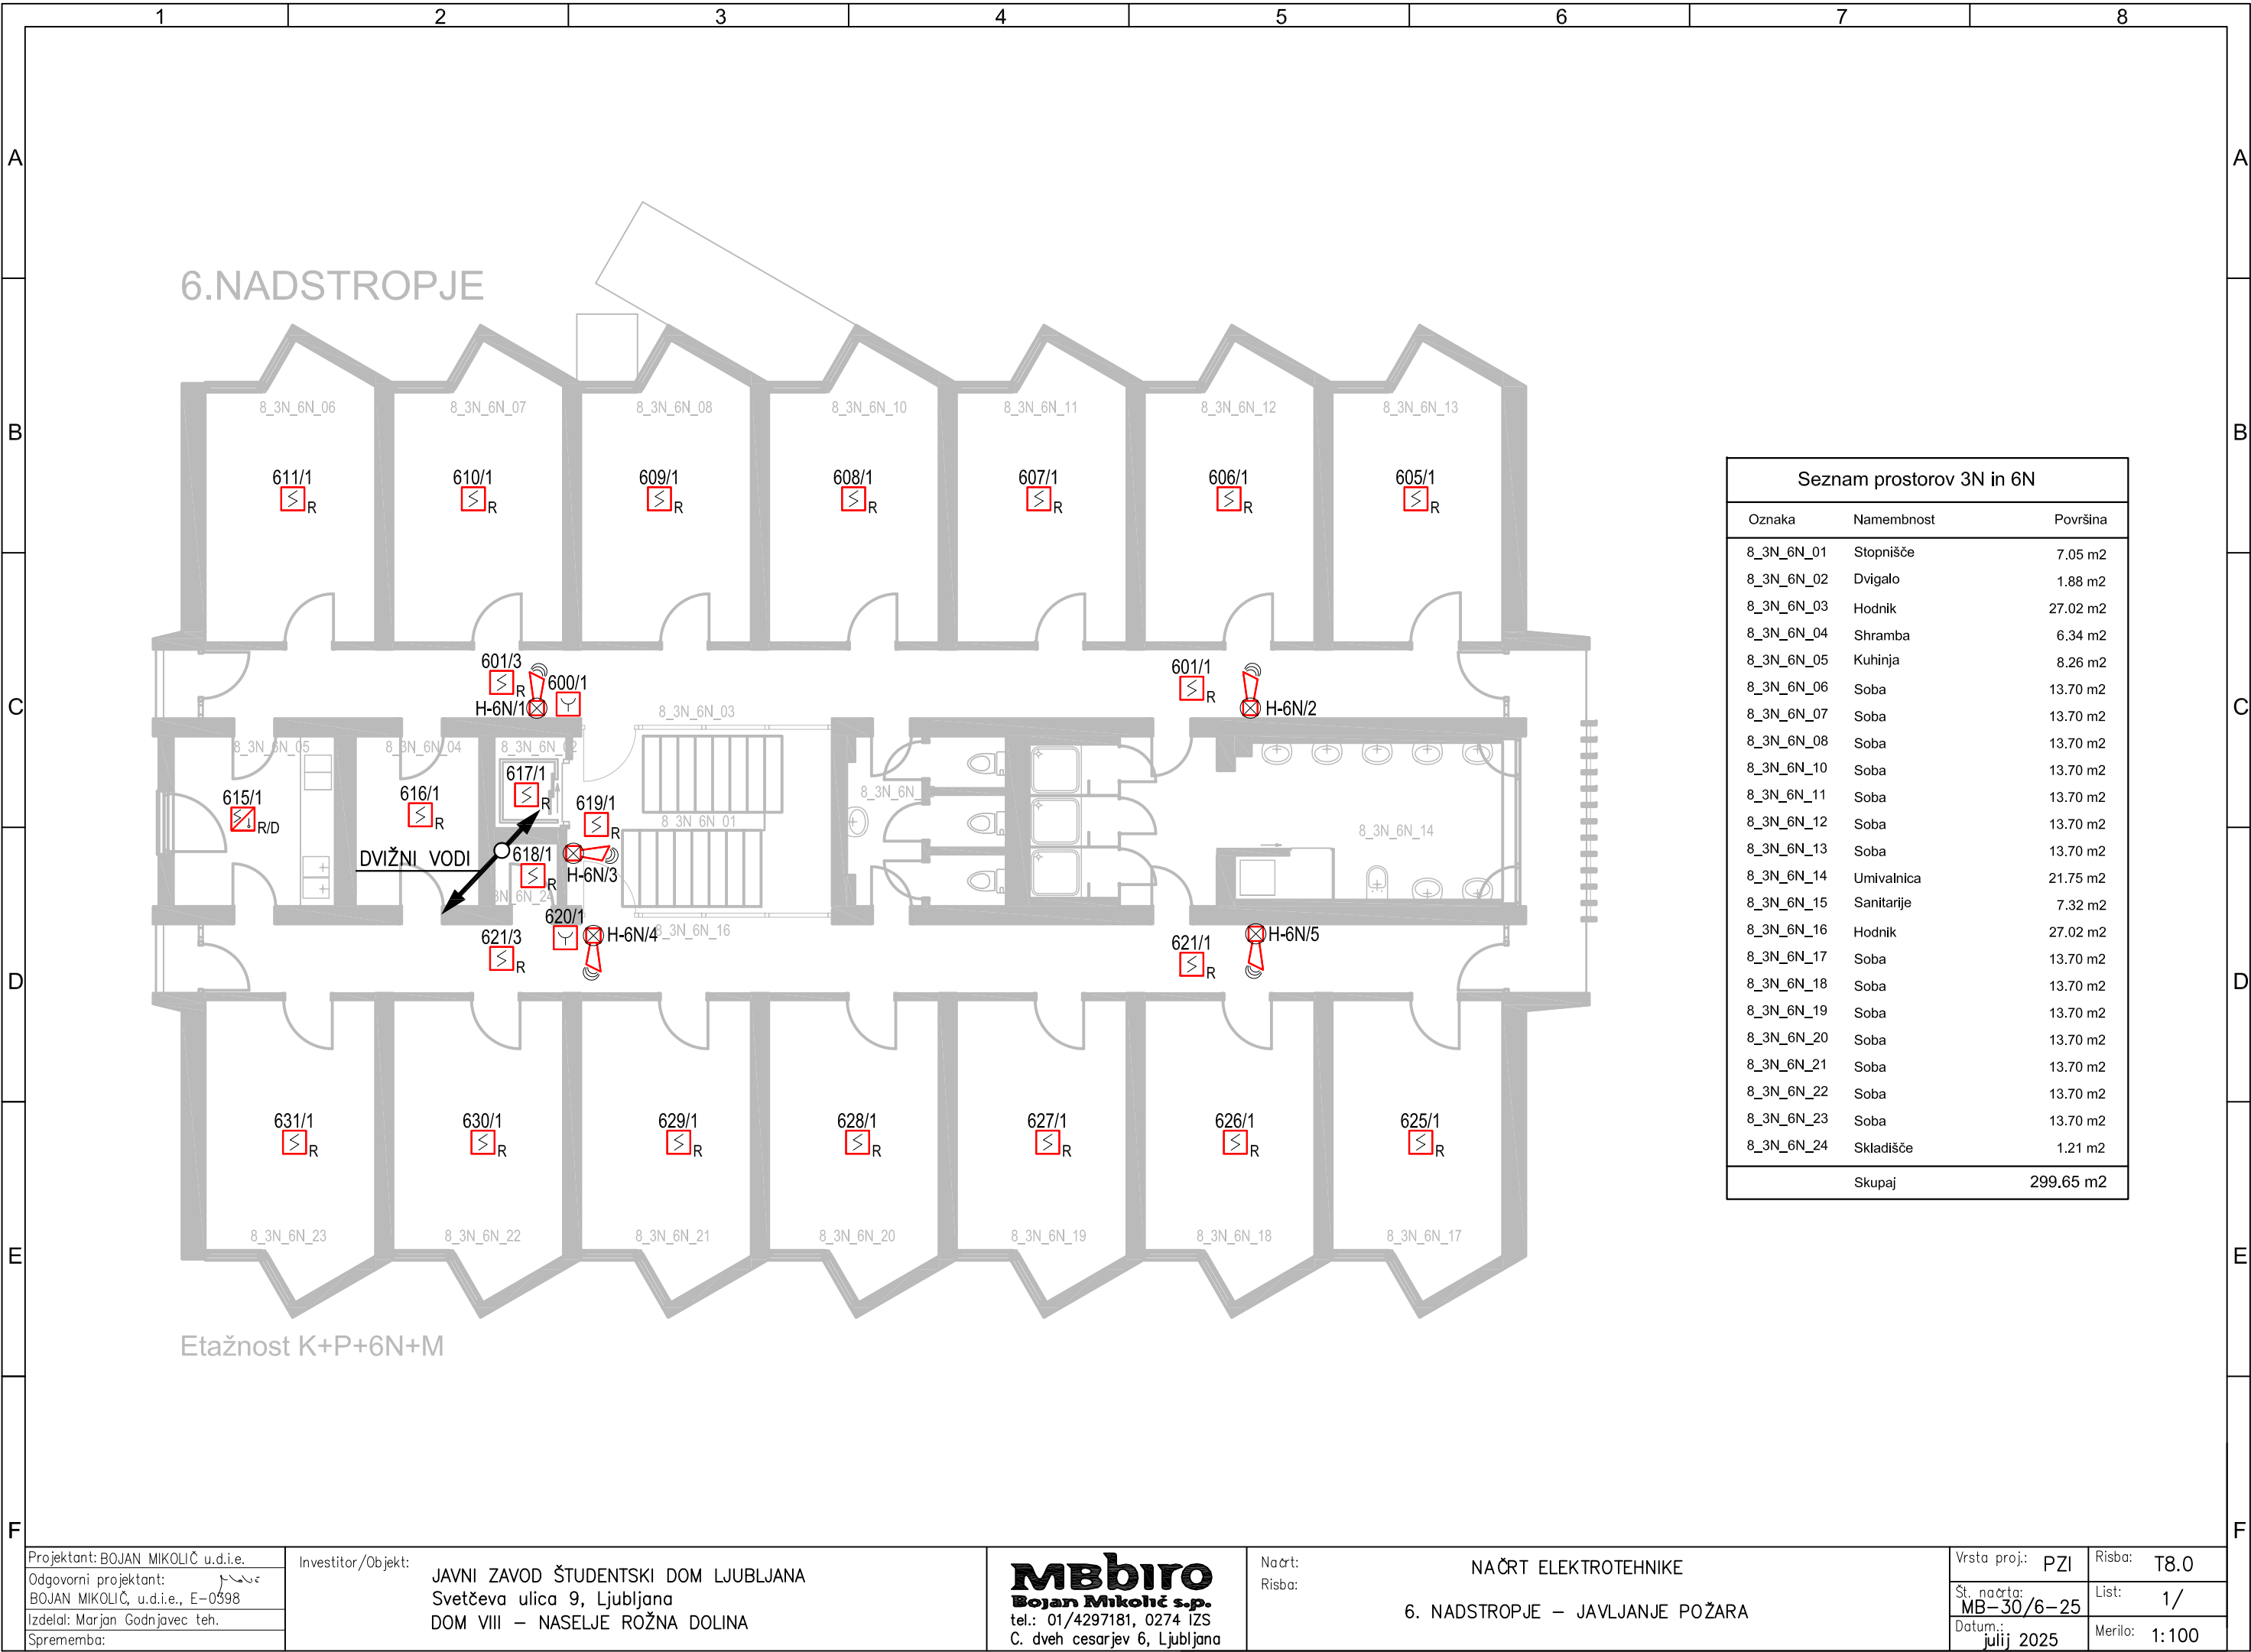 1 2 3 4 5 6 7 8
A A
B B
C C
D D
E E
F F
6.NADSTROPJE
8_3N_6N_06 8_3N_6N_07 8_3N_6N_08 8_3N_6N_10 8_3N_6N_11 8_3N_6N_12 8_3N_6N_13
611/1 610/1 609/1 608/1 607/1 606/1 605/1
R R R R R R R
601/3 R H-6N/1 600/1 601/1 R H-6N/2
8_3N_6N_03
8_3N_6N_05 8_3N_6N_04 8_3N_6N_02
615/1 R/D 616/1 R 617/1 R 619/1 R
8_3N_6N_01 8_3N_6N_ 8_3N_6N_14
DVIŽNI VODI 618/1 R H-6N/3
3N_6N_24
620/1 H-6N/4 8_3N_6N_16 H-6N/5
621/3 R 621/1 R
631/1 630/1 629/1 628/1 627/1 626/1 625/1
R R R R R R R
8_3N_6N_23 8_3N_6N_22 8_3N_6N_21 8_3N_6N_20 8_3N_6N_19 8_3N_6N_18 8_3N_6N_17
Etažnost K+P+6N+M
Seznam prostorov 3N in 6N
Oznaka Namembnost Površina
8_3N_6N_01 Stopnišče 7.05 m2
8_3N_6N_02 Dvigalo 1.88 m2
8_3N_6N_03 Hodnik 27.02 m2
8_3N_6N_04 Shramba 6.34 m2
8_3N_6N_05 Kuhinja 8.26 m2
8_3N_6N_06 Soba 13.70 m2
8_3N_6N_07 Soba 13.70 m2
8_3N_6N_08 Soba 13.70 m2
8_3N_6N_10 Soba 13.70 m2
8_3N_6N_11 Soba 13.70 m2
8_3N_6N_12 Soba 13.70 m2
8_3N_6N_13 Soba 13.70 m2
8_3N_6N_14 Umivalnica 21.75 m2
8_3N_6N_15 Sanitarije 7.32 m2
8_3N_6N_16 Hodnik 27.02 m2
8_3N_6N_17 Soba 13.70 m2
8_3N_6N_18 Soba 13.70 m2
8_3N_6N_19 Soba 13.70 m2
8_3N_6N_20 Soba 13.70 m2
8_3N_6N_21 Soba 13.70 m2
8_3N_6N_22 Soba 13.70 m2
8_3N_6N_23 Soba 13.70 m2
8_3N_6N_24 Skladišče 1.21 m2
Skupaj 299.65 m2
Projektant: BOJAN MIKOLIČ u.d.i.e.
Odgovorni projektant:
BOJAN MIKOLIČ, u.d.i.e., E-0398
Izdelal: Marjan Godnjavec teh.
Sprememba:
Investitor/Objekt:
JAVNI ZAVOD ŠTUDENTSKI DOM LJUBLJANA
Svetčeva ulica 9, Ljubljana
DOM VIII – NASELJE ROŽNA DOLINA
MBbiro
Bojan Mikolič s.p.
tel.: 01/4297181, 0274 IZS
C. dveh cesarjev 6, Ljubljana
Načrt: NAČRT ELEKTROTEHNIKE
Risba:
6. NADSTROPJE – JAVLJANJE POŽARA
Vrsta proj.: PZI
Risba: T8.0
Št. načrta: MB-30/6-25
List: 1/
Datum.: julij 2025
Merilo: 1:100